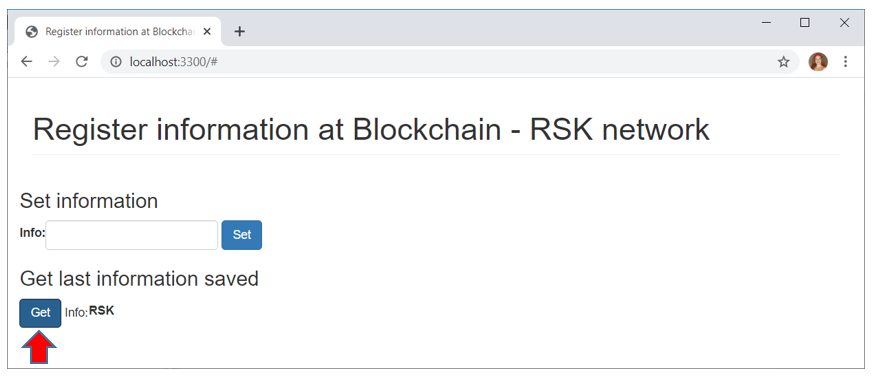 Register information at Blockcha
localhost:3300/#
Register information at Blockchain - RSK network
Set information
Info: Set
Get last information saved
Get Info: RSK